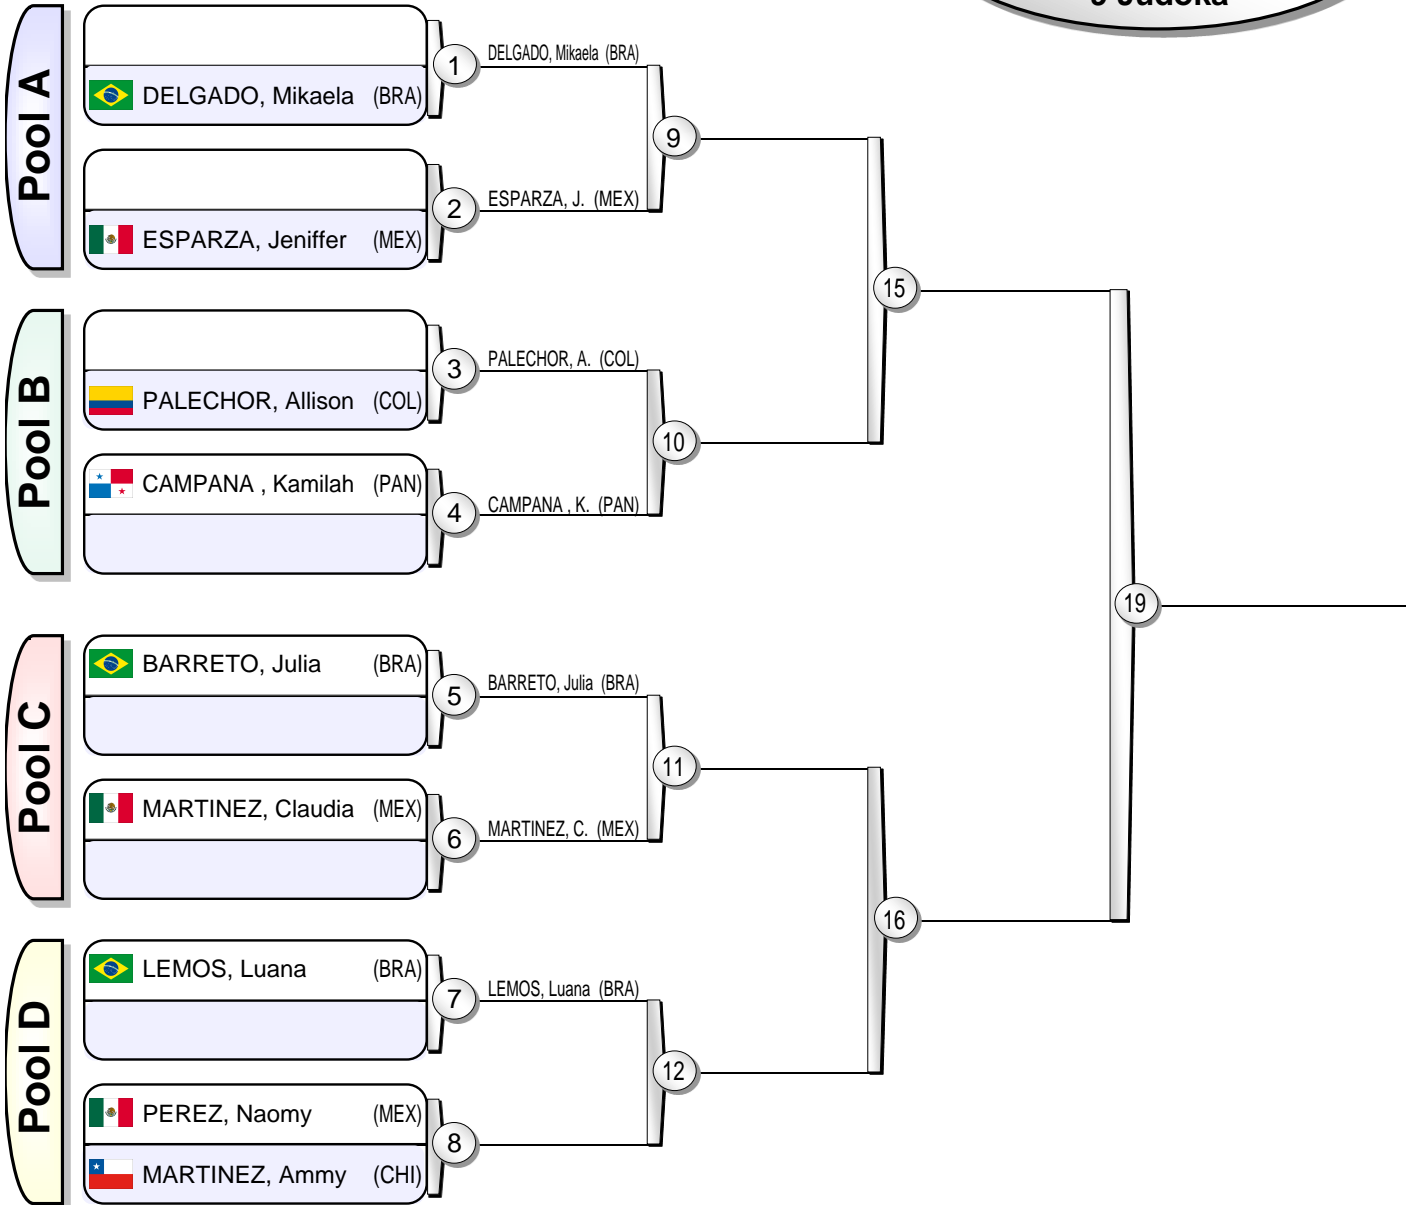 9 Judoka
Pool A
DELGADO, Mikaela (BRA)
1
DELGADO, Mikaela (BRA)
9
ESPARZA, Jeniffer (MEX)
2
ESPARZA, J. (MEX)
15
Pool B
PALECHOR, Allison (COL)
3
PALECHOR, A. (COL)
10
CAMPANA , Kamilah (PAN)
4
CAMPANA , K. (PAN)
19
Pool C
BARRETO, Julia (BRA)
5
BARRETO, Julia (BRA)
11
MARTINEZ, Claudia (MEX)
6
MARTINEZ, C. (MEX)
16
Pool D
LEMOS, Luana (BRA)
7
LEMOS, Luana (BRA)
12
PEREZ, Naomy (MEX)
8
MARTINEZ, Ammy (CHI)